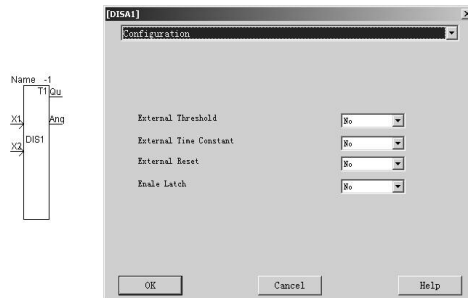 [DISA1]
Configuration
Name -1
T1 Qu
X1 Ang
X2 DIS1
External Threshold No
External Time Constant No
External Reset No
Enale Latch No
OK Cancel Help